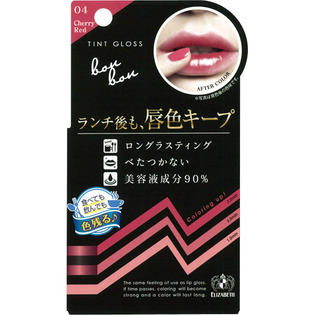 04
Cherry
Red
TINT GLOSS
bon
bon
AFTER COLOR
ランチ後も、唇色キープ
ロングラスティング
べたつかない
美容液成分90%
食べても
飲んでも
色残る♪
Coloring up!
The same feeling of use as lip gloss.
If time passes, coloring will become
strong and a color will last long.
ELIZABETH